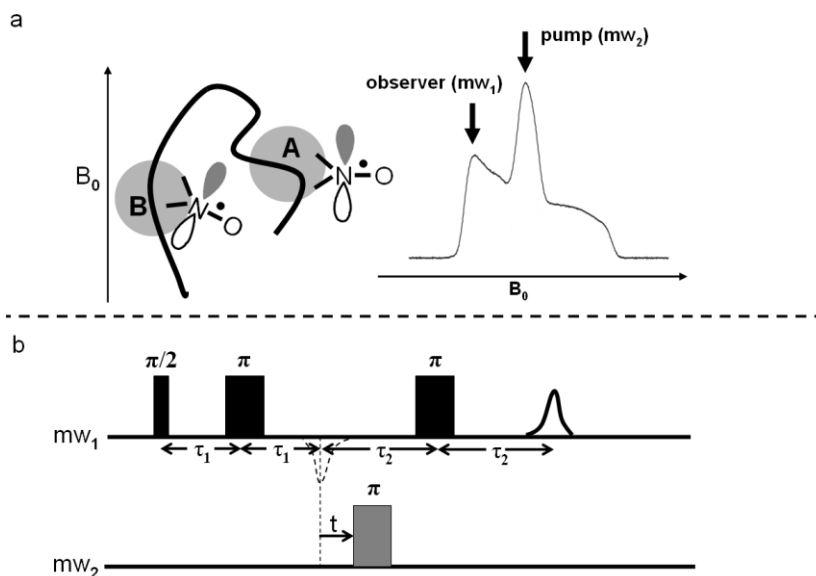 a
pump (mw₂)
observer (mw₁)
B₀
A
N
O
B
N
O
B₀
b
π/2
π
π
mw₁
τ₁
τ₁
τ₂
τ₂
π
t
mw₂